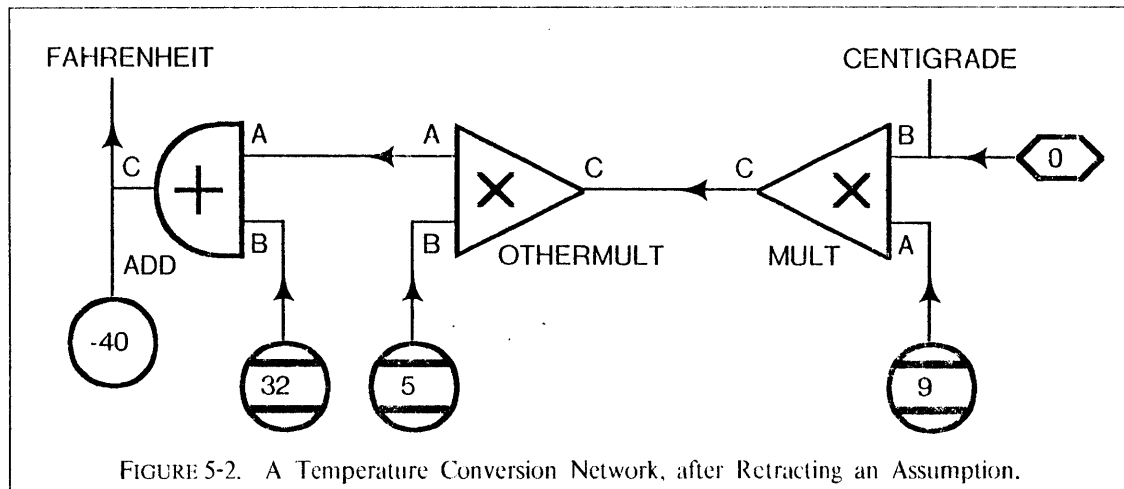 FAHRENHEIT
CENTIGRADE
A
A
B
C
C
C
0
+
×
×
B
B
A
ADD
OTHERMULT
MULT
-40
32
5
9
FIGURE 5-2. A Temperature Conversion Network, after Retracting an Assumption.